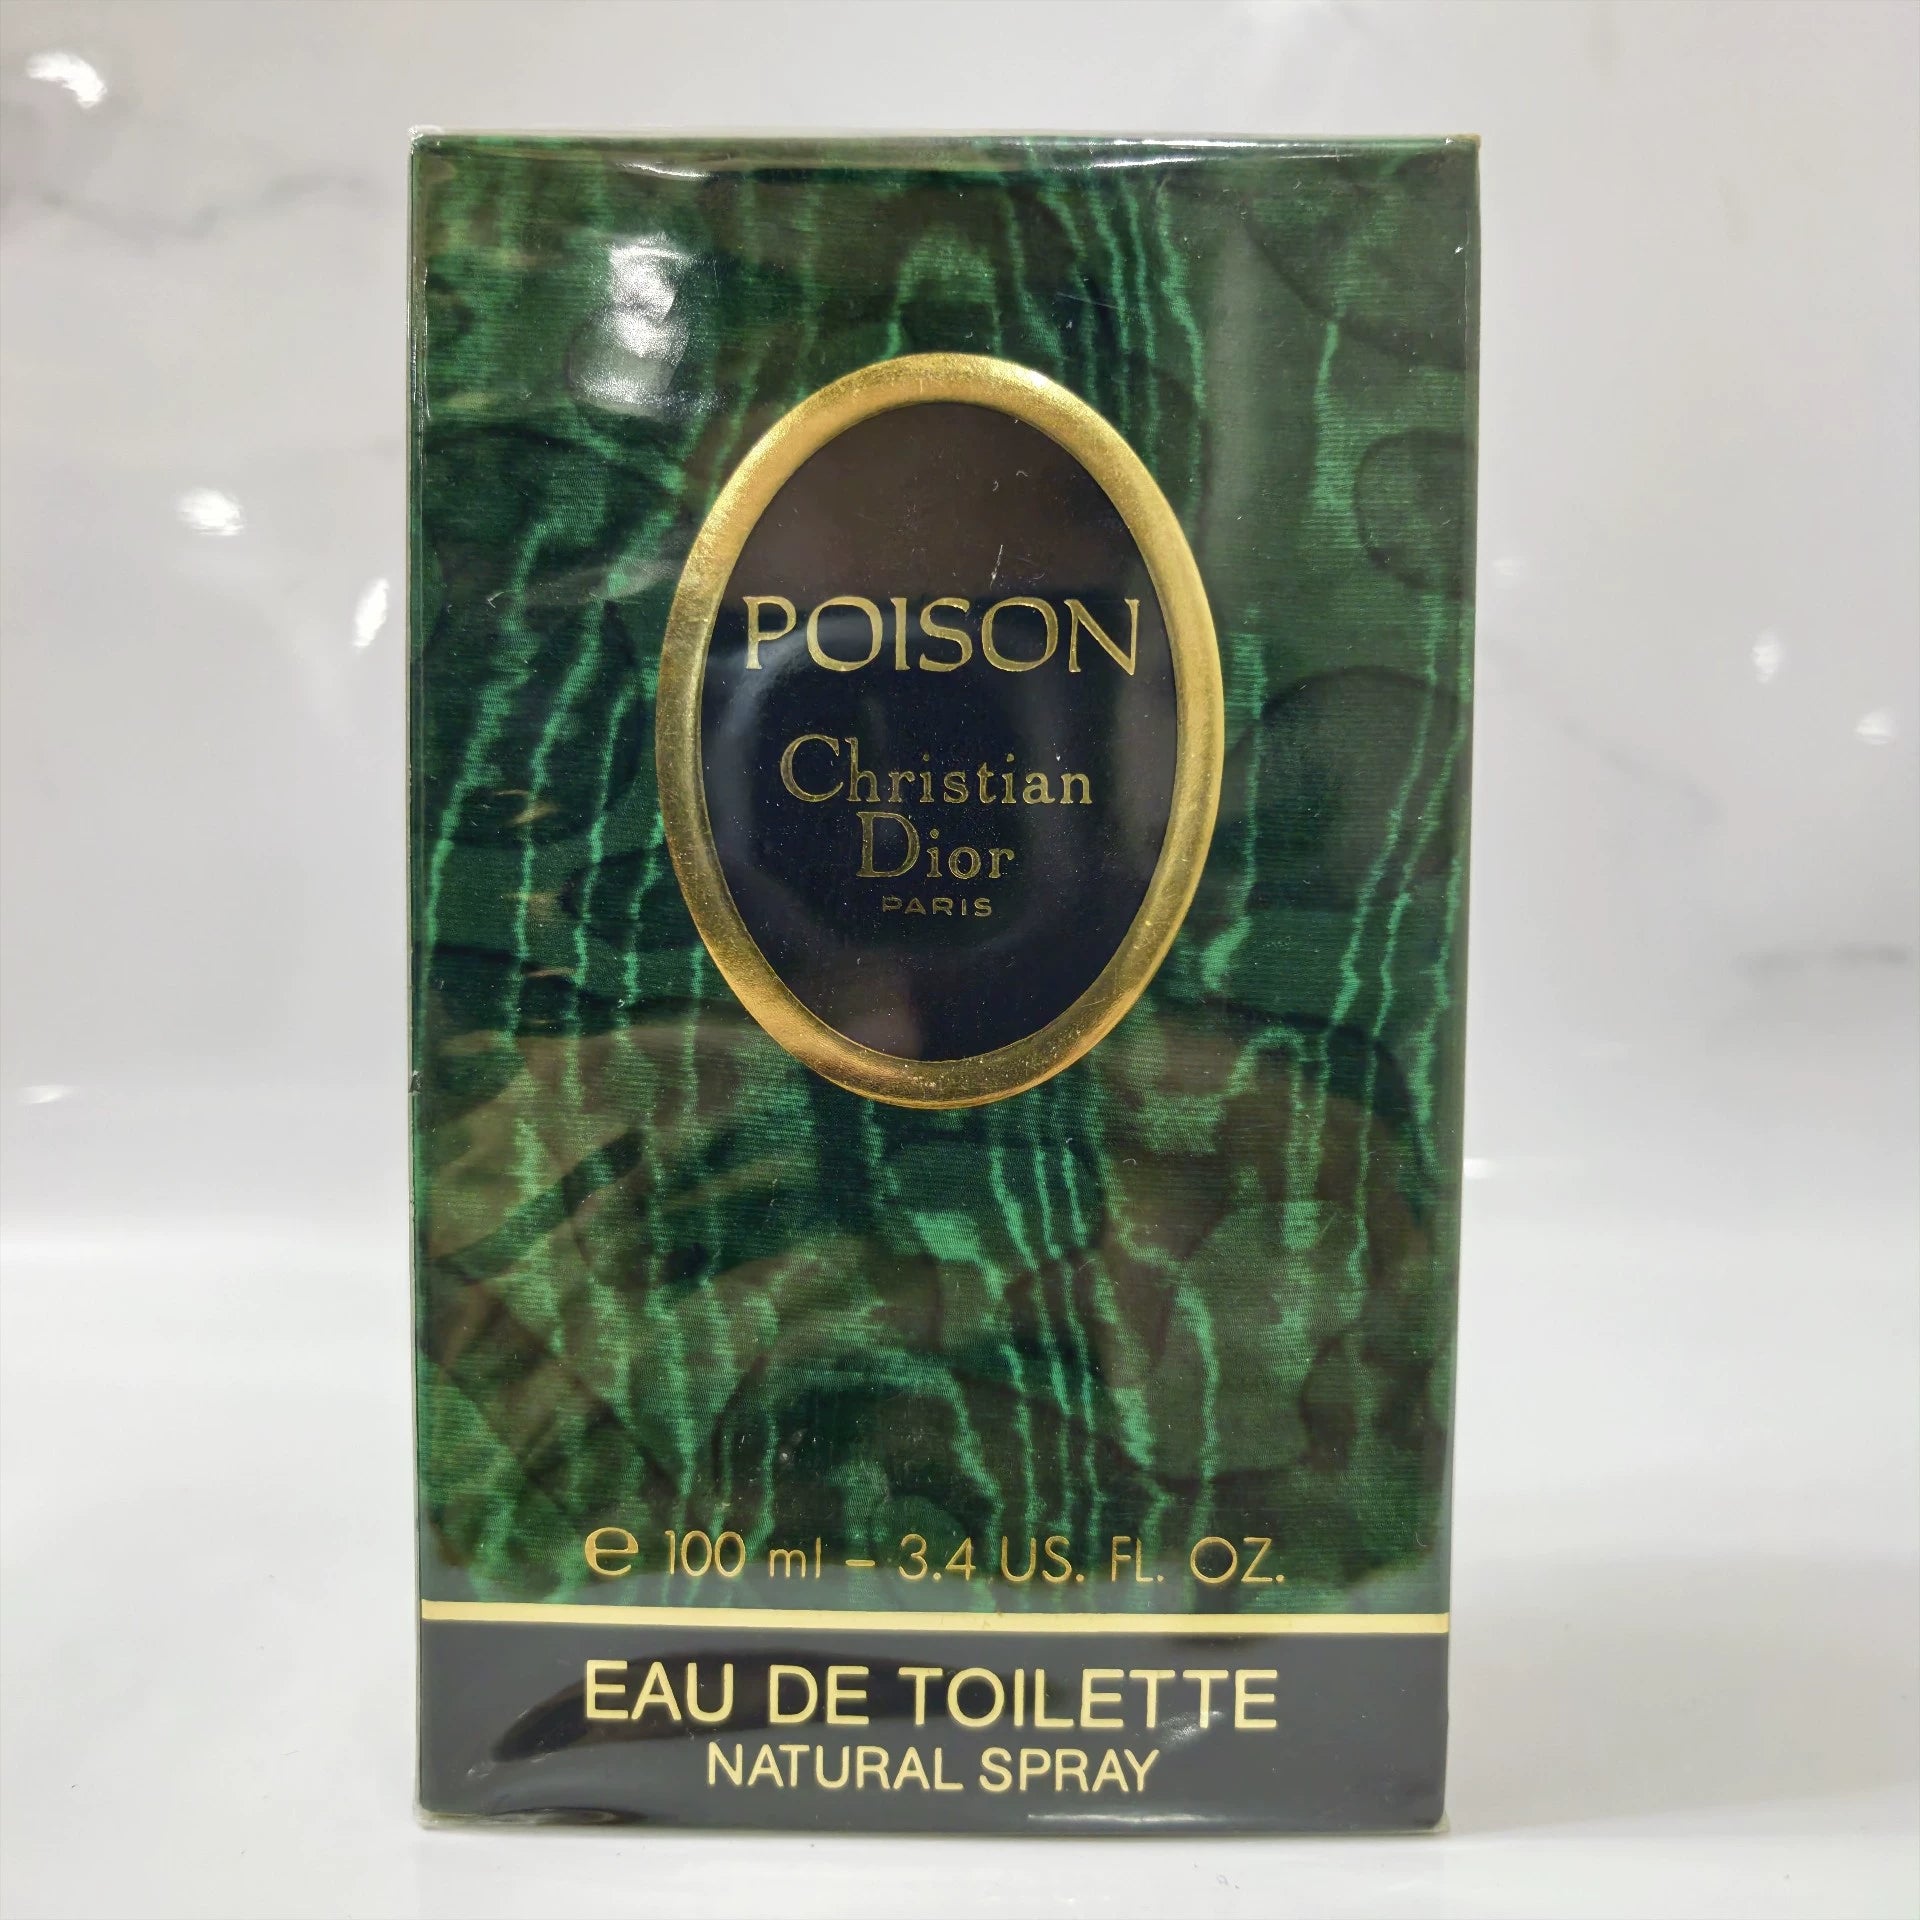 POISON
Christian
Dior
PARIS
℮ 100 ml – 3.4 US. FL. OZ.
EAU DE TOILETTE
NATURAL SPRAY